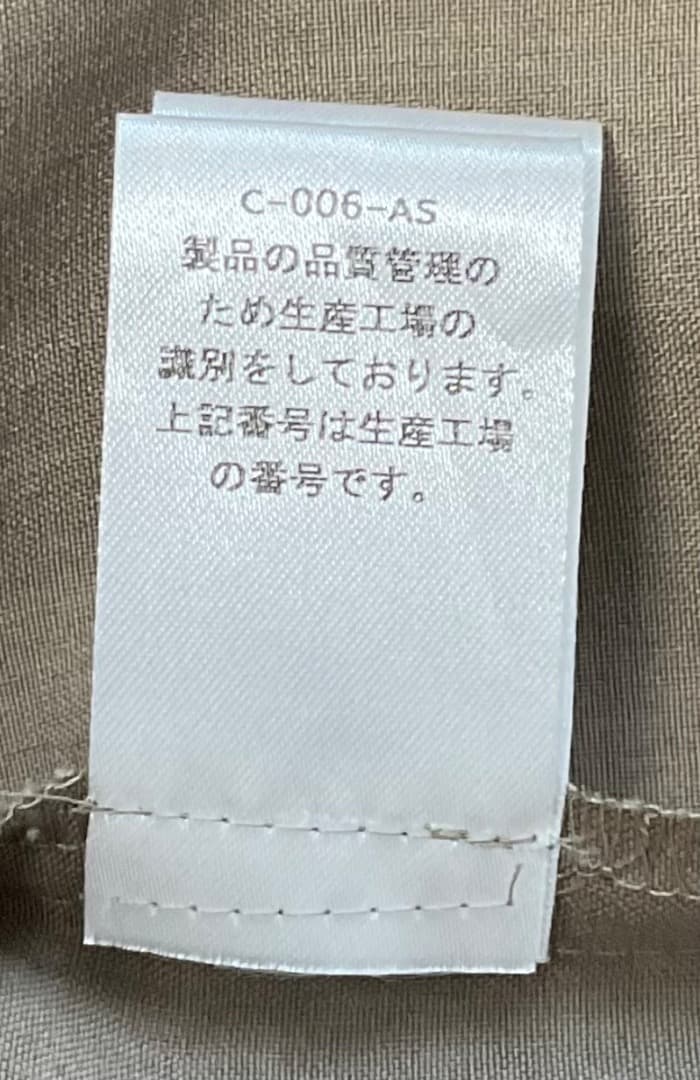 C-006-AS
製品の品質管理の
ため生産工場の
識別をしております。
上記番号は生産工場
の番号です。